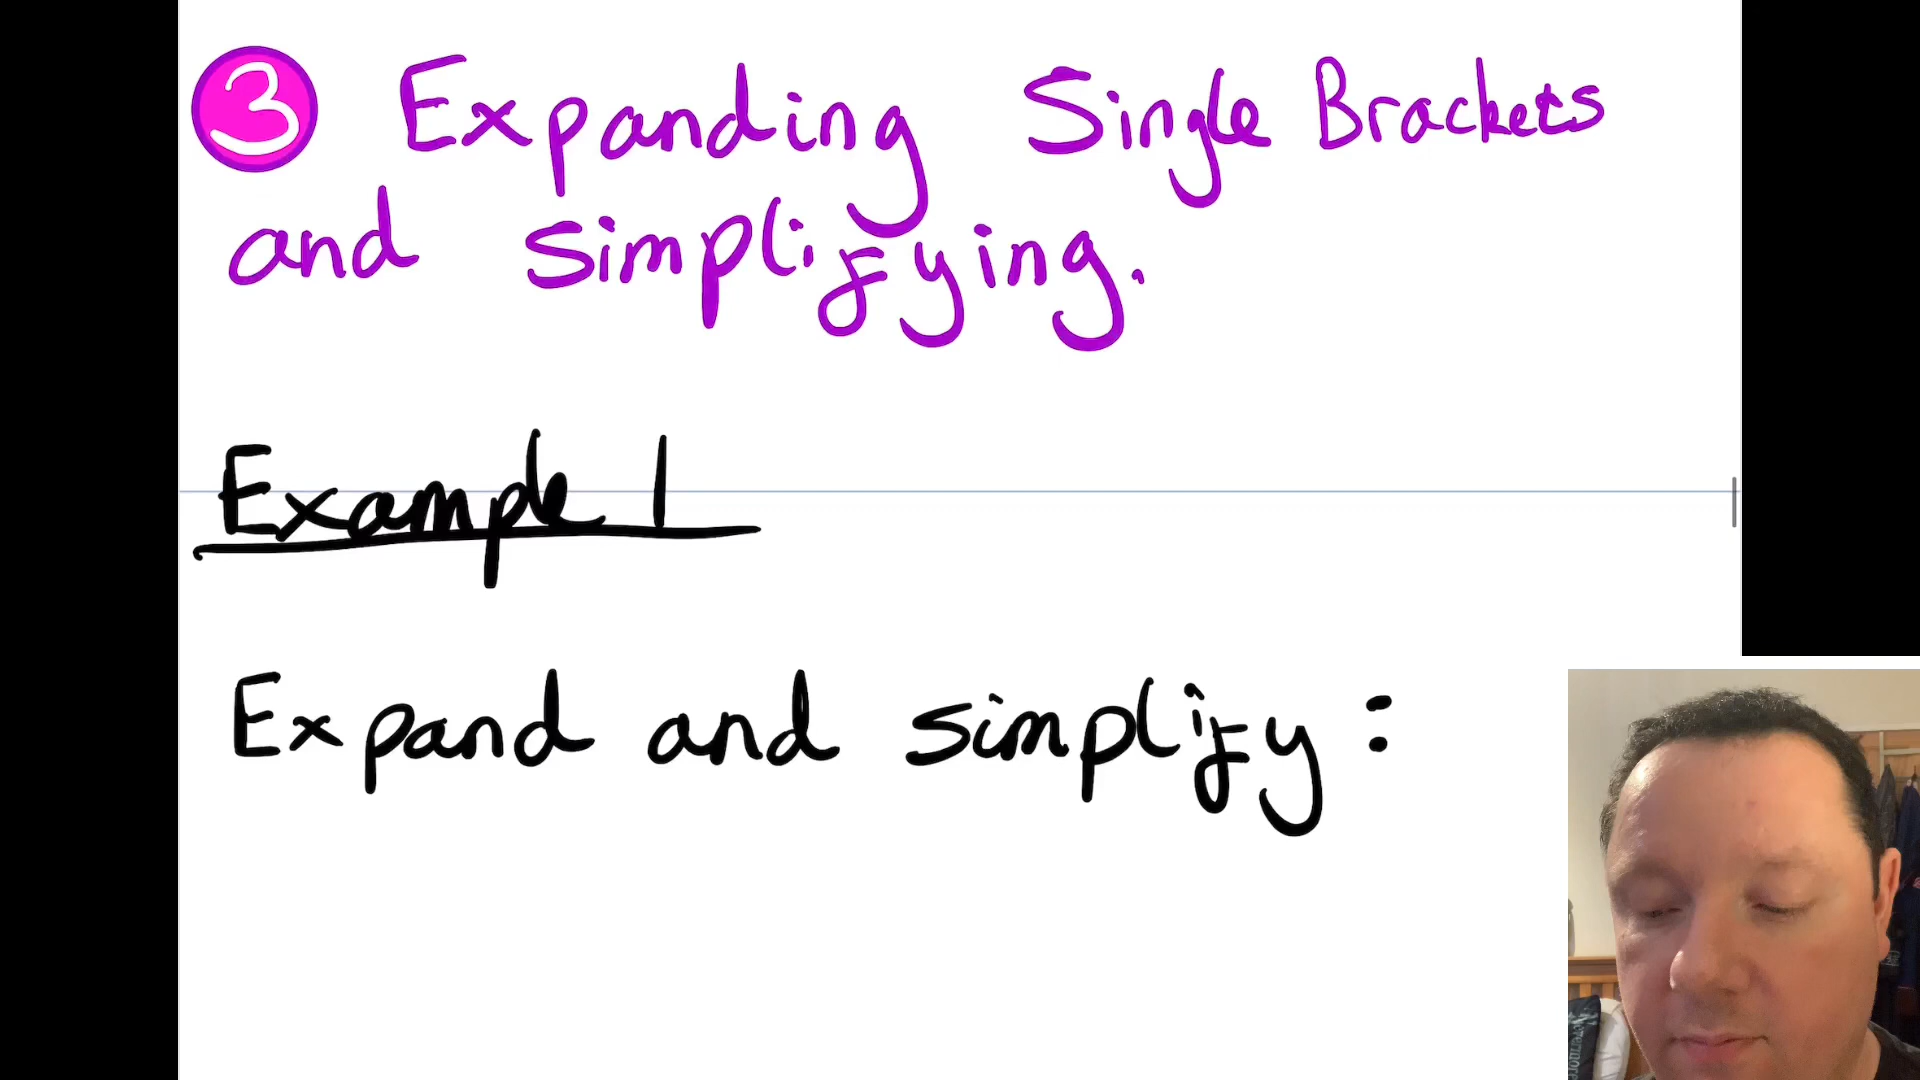 3 Expanding Single Brackets
and simplifying.
Example 1
Expand and simplify: